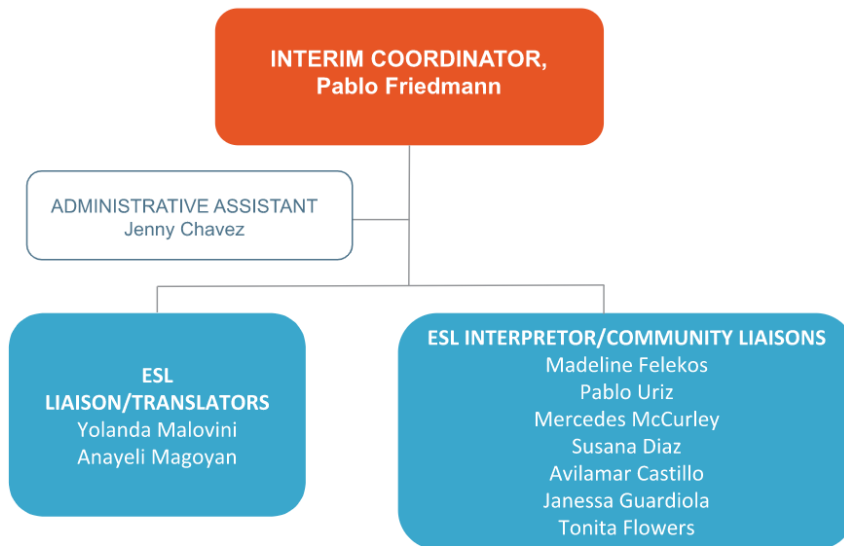 INTERIM COORDINATOR,
Pablo Friedmann
ADMINISTRATIVE ASSISTANT
Jenny Chavez
ESL
LIAISON/TRANSLATORS
Yolanda Malovini
Anayeli Magoyan
ESL INTERPRETOR/COMMUNITY LIAISONS
Madeline Felekos
Pablo Uriz
Mercedes McCurley
Susana Diaz
Avilamar Castillo
Janessa Guardiola
Tonita Flowers